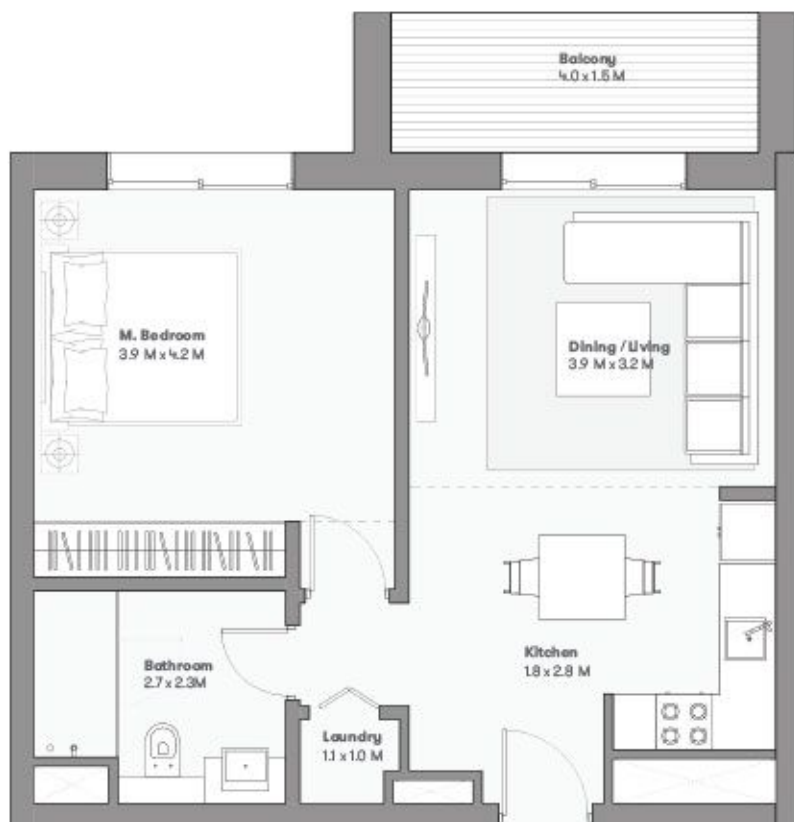 Balcony
4.0 x 1.5 M
M. Bedroom
3.9 M x 4.2 M
Dining / Living
3.9 M x 3.2 M
Kitchen
1.8 x 2.8 M
Bathroom
2.7 x 2.3M
Laundry
1.1 x 1.0 M